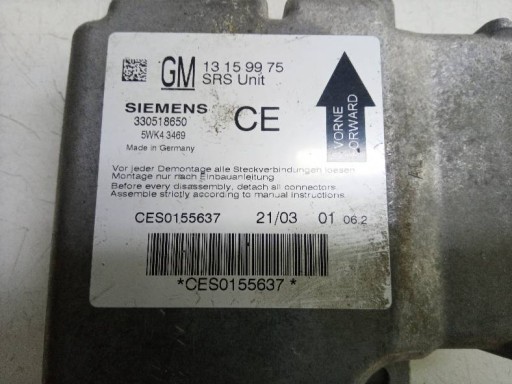 GM 13 15 99 75
SRS Unit
SIEMENS CE
330518650
5WK4 3469
Made in Germany
VORNE
FORWARD
Vor jeder Demontage alle Steckverbindungen loesen
Montage nur nach Einbauanleitung
Before every disassembly, detach all connectors.
Assemble strictly according to manual instructions.
CES0155637 21/03 01 06.2
*CES0155637*